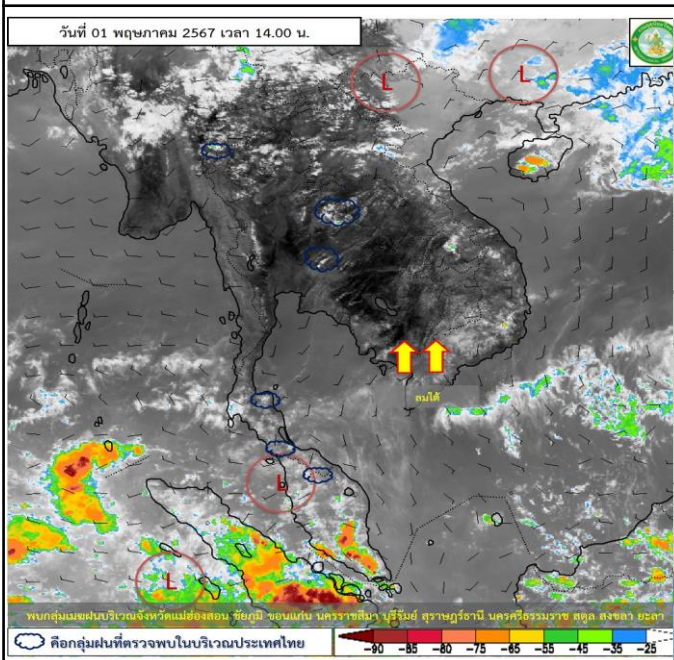 วันที่ 01 พฤษภาคม 2567 เวลา 14.00 น.
L L
ลมใต้
L
L
พบกลุ่มเมฆฝนบริเวณจังหวัดแม่ฮ่องสอน ชัยภูมิ ขอนแก่น นครราชสีมา บุรีรัมย์ สุราษฎร์ธานี นครศรีธรรมราช สตูล สงขลา ยะลา
คือกลุ่มฝนที่ตรวจพบในบริเวณประเทศไทย
-90 -85 -80 -75 -65 -55 -45 -35 -25